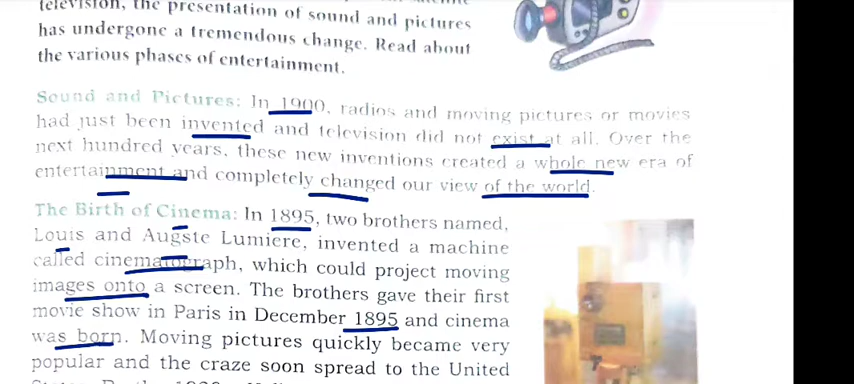 television, the presentation of sound and pictures
has undergone a tremendous change. Read about
the various phases of entertainment.
Sound and Pictures: In 1900, radios and moving pictures or movies
had just been invented and television did not exist at all. Over the
next hundred years, these new inventions created a whole new era of
entertainment and completely changed our view of the world.
The Birth of Cinema: In 1895, two brothers named,
Louis and Augste Lumiere, invented a machine
called cinematograph, which could project moving
images onto a screen. The brothers gave their first
movie show in Paris in December 1895 and cinema
was born. Moving pictures quickly became very
popular and the craze soon spread to the United